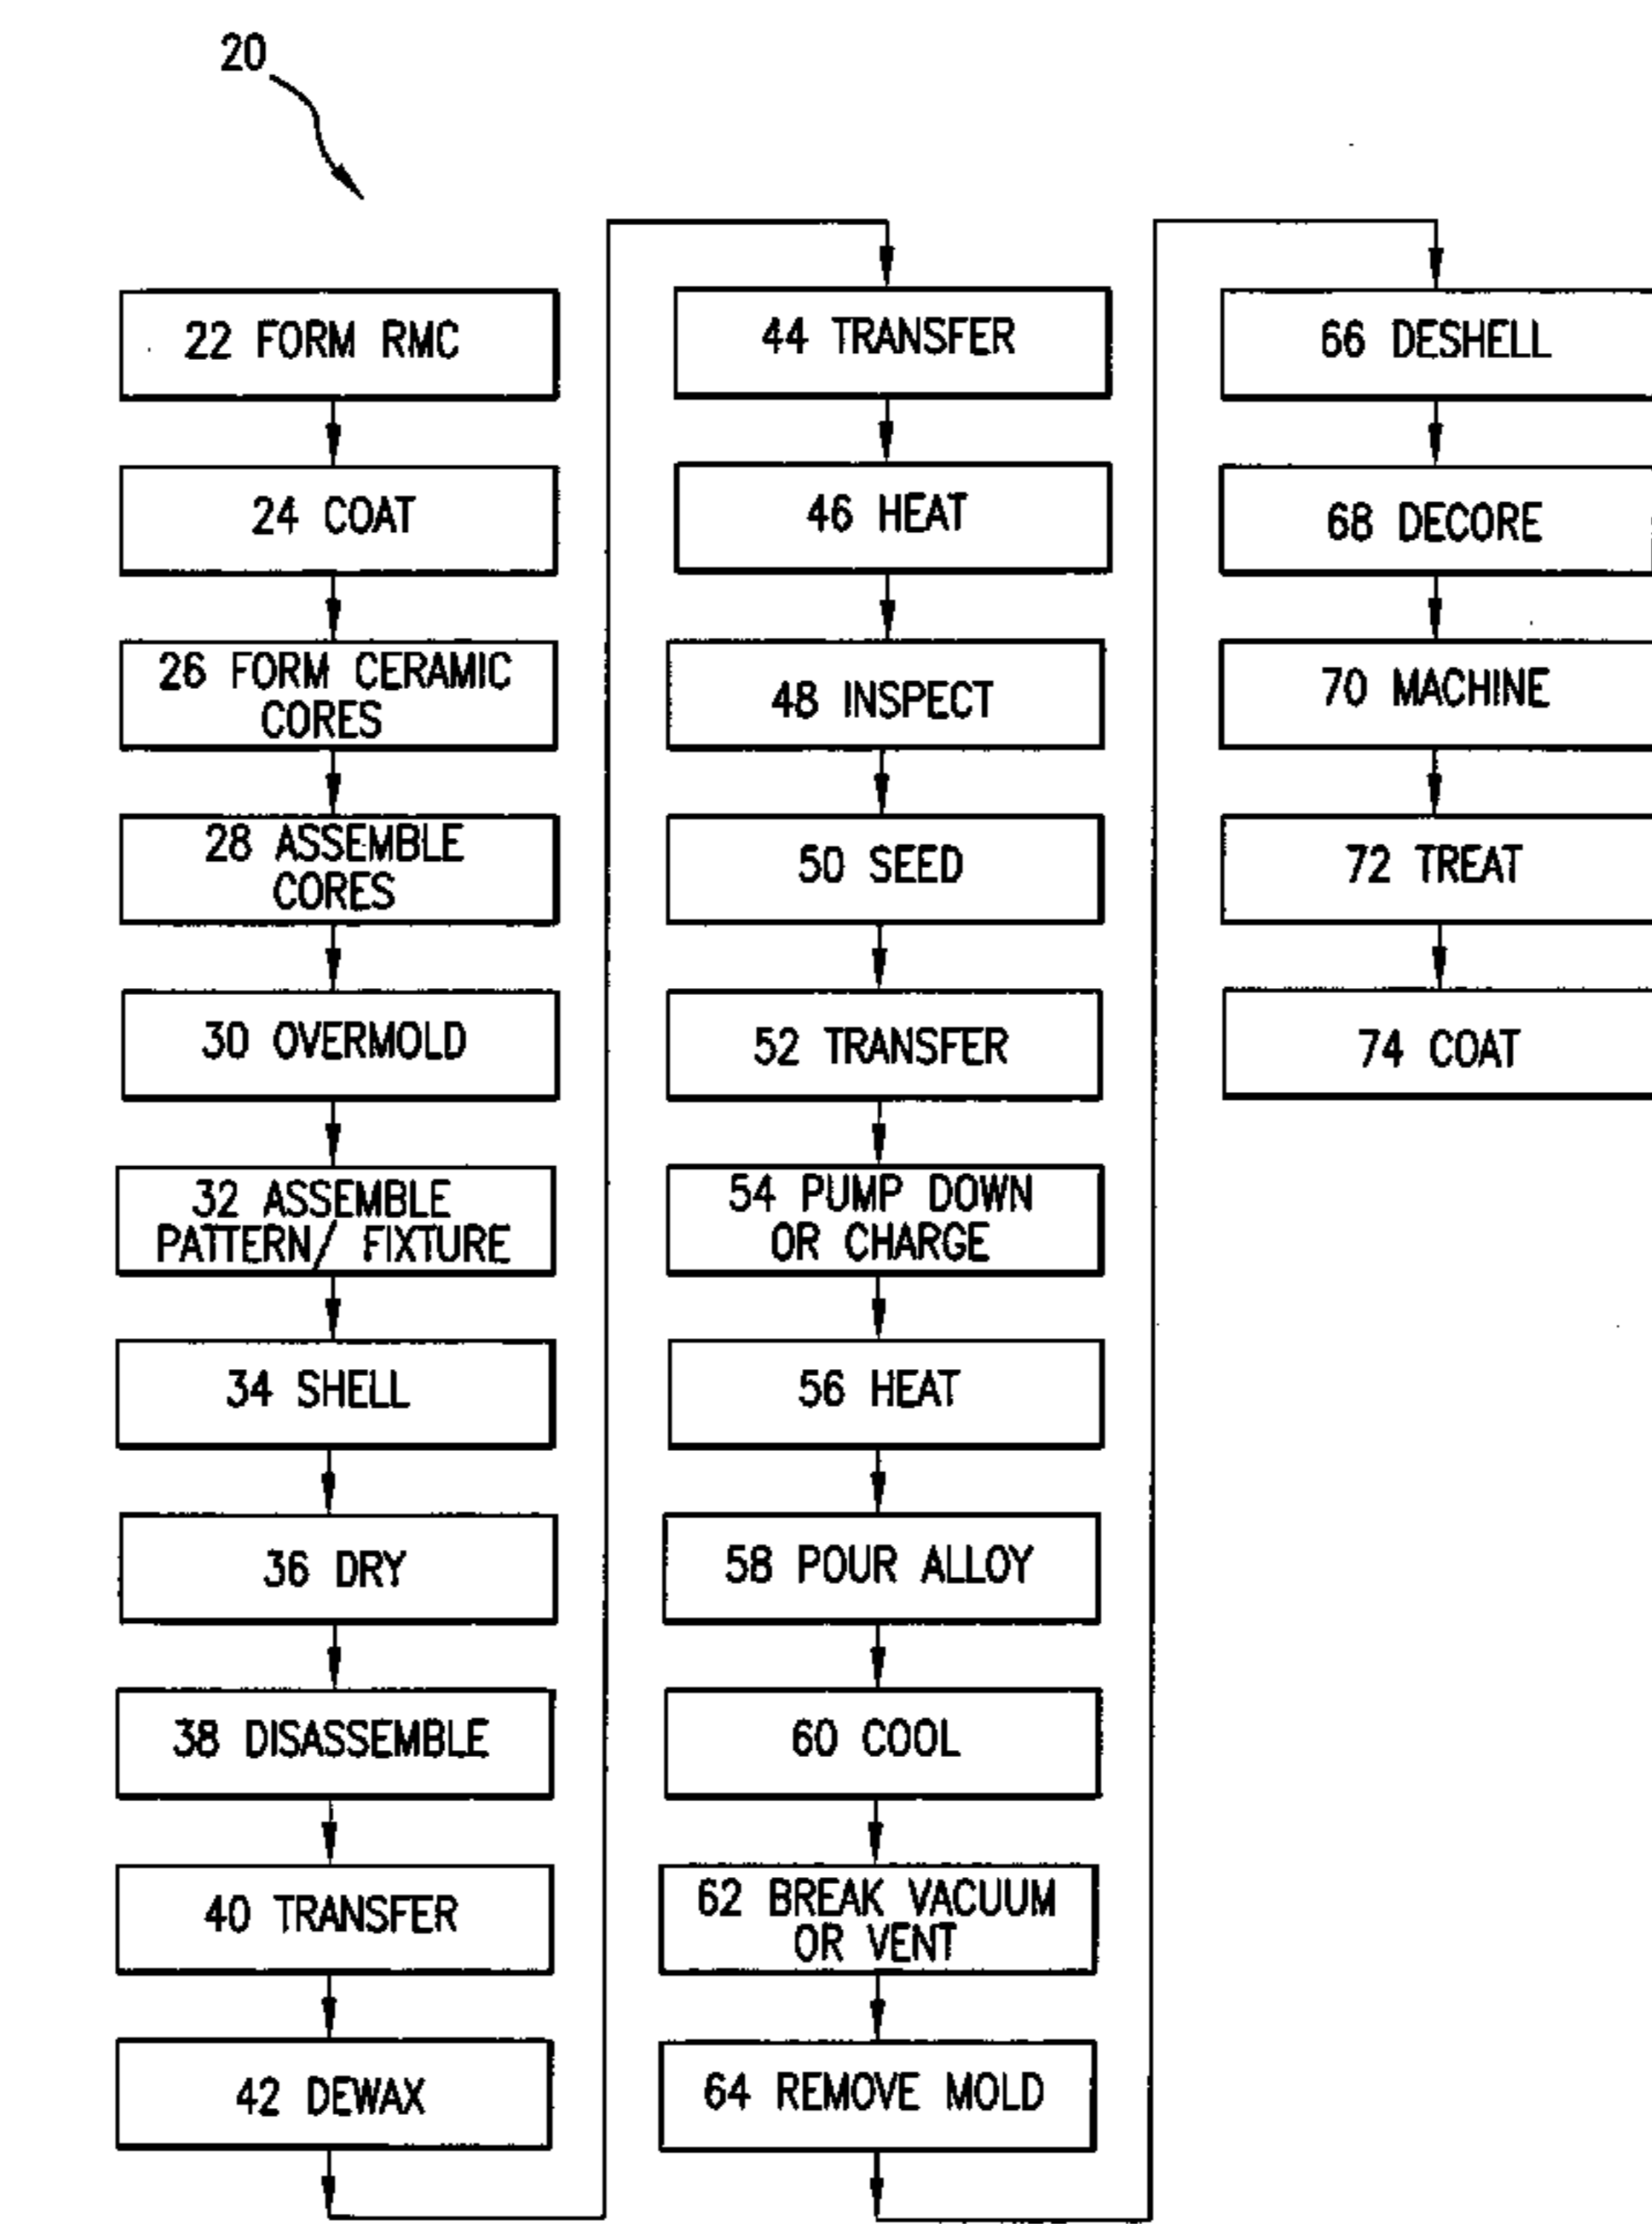 20
22 FORM RMC
24 COAT
26 FORM CERAMIC
CORES
28 ASSEMBLE
CORES
30 OVERMOLD
32 ASSEMBLE
PATTERN/ FIXTURE
34 SHELL
36 DRY
38 DISASSEMBLE
40 TRANSFER
42 DEWAX
44 TRANSFER
46 HEAT
48 INSPECT
50 SEED
52 TRANSFER
54 PUMP DOWN
OR CHARGE
56 HEAT
58 POUR ALLOY
60 COOL
62 BREAK VACUUM
OR VENT
64 REMOVE MOLD
66 DESHELL
68 DECORE
70 MACHINE
72 TREAT
74 COAT